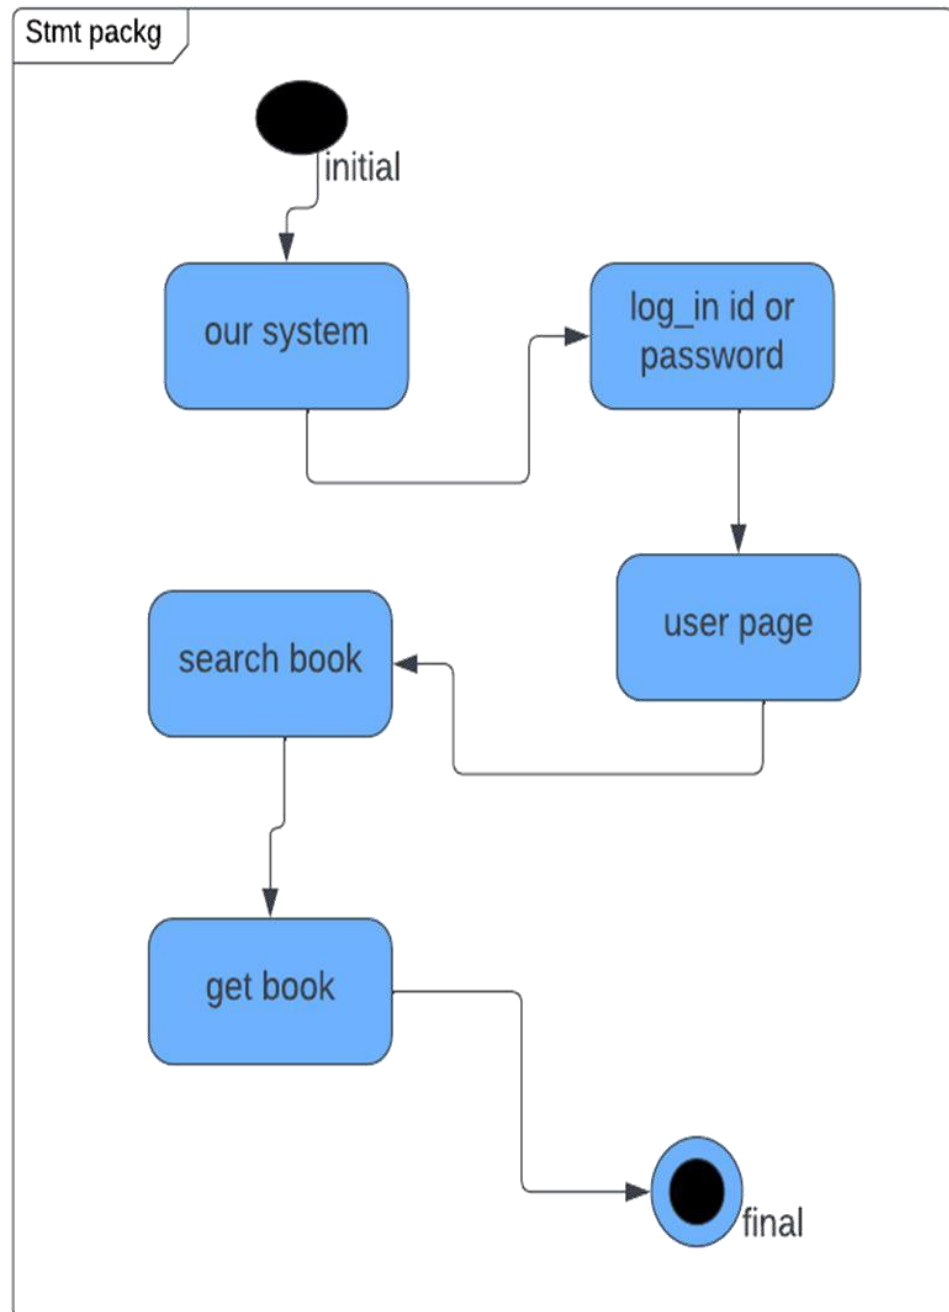 Stmt packg
initial
our system
log_in id or
password
user page
search book
get book
final